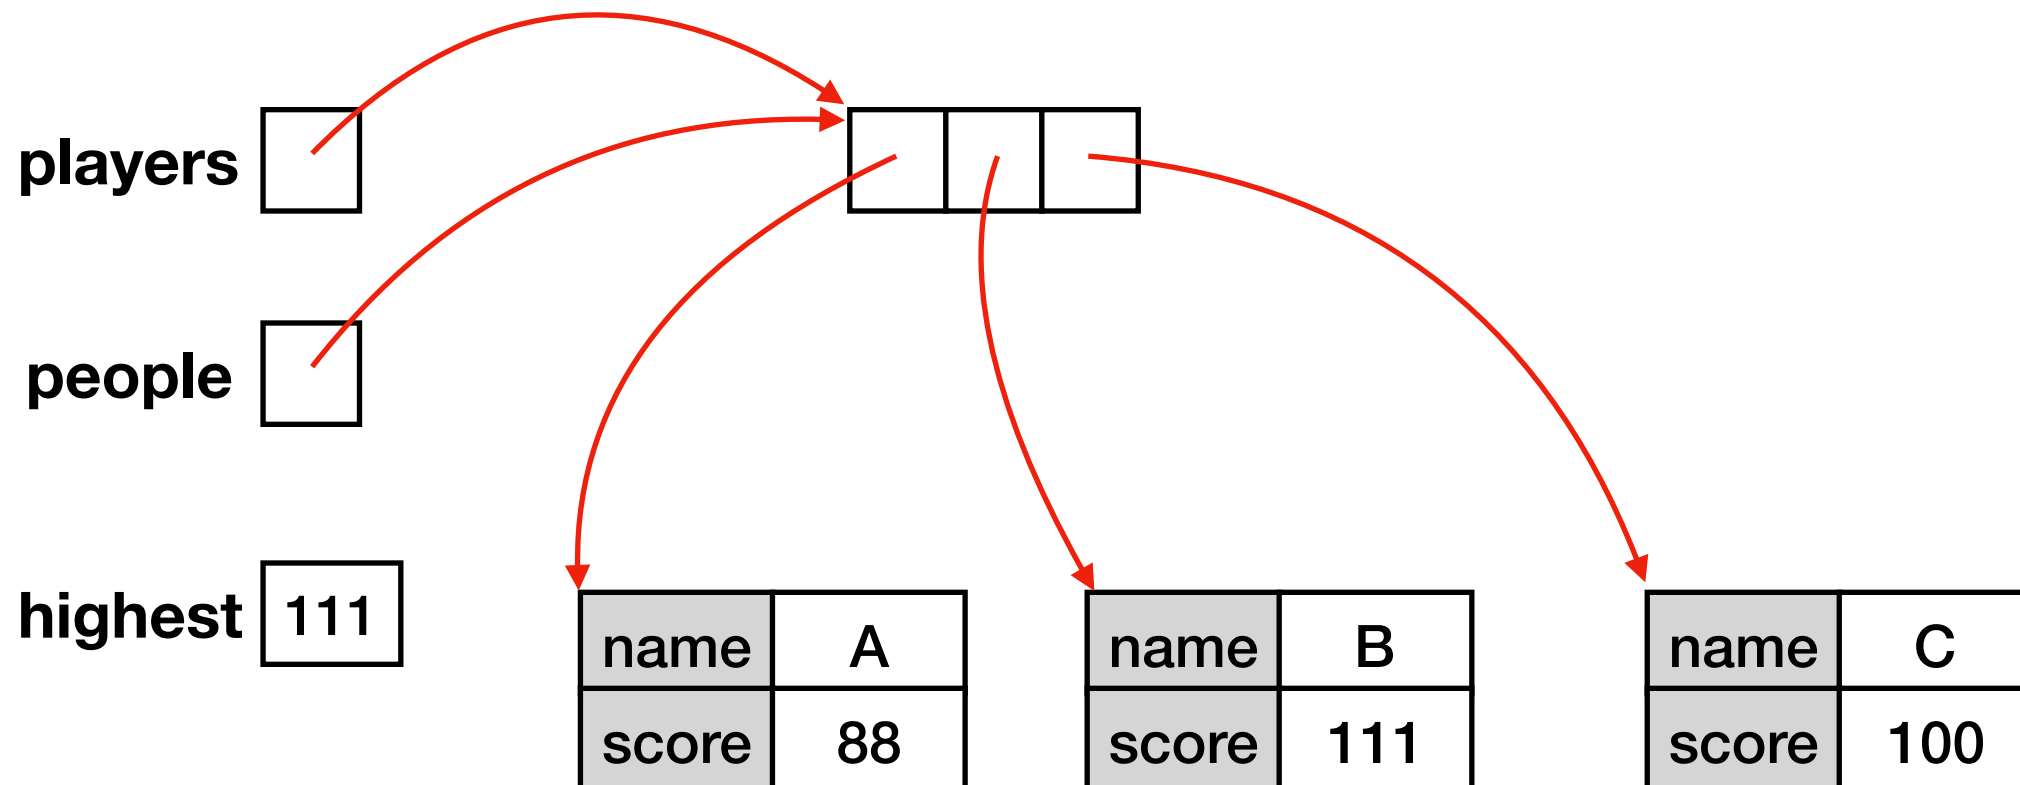 players
people
highest 111
name A
score 88
name B
score 111
name C
score 100